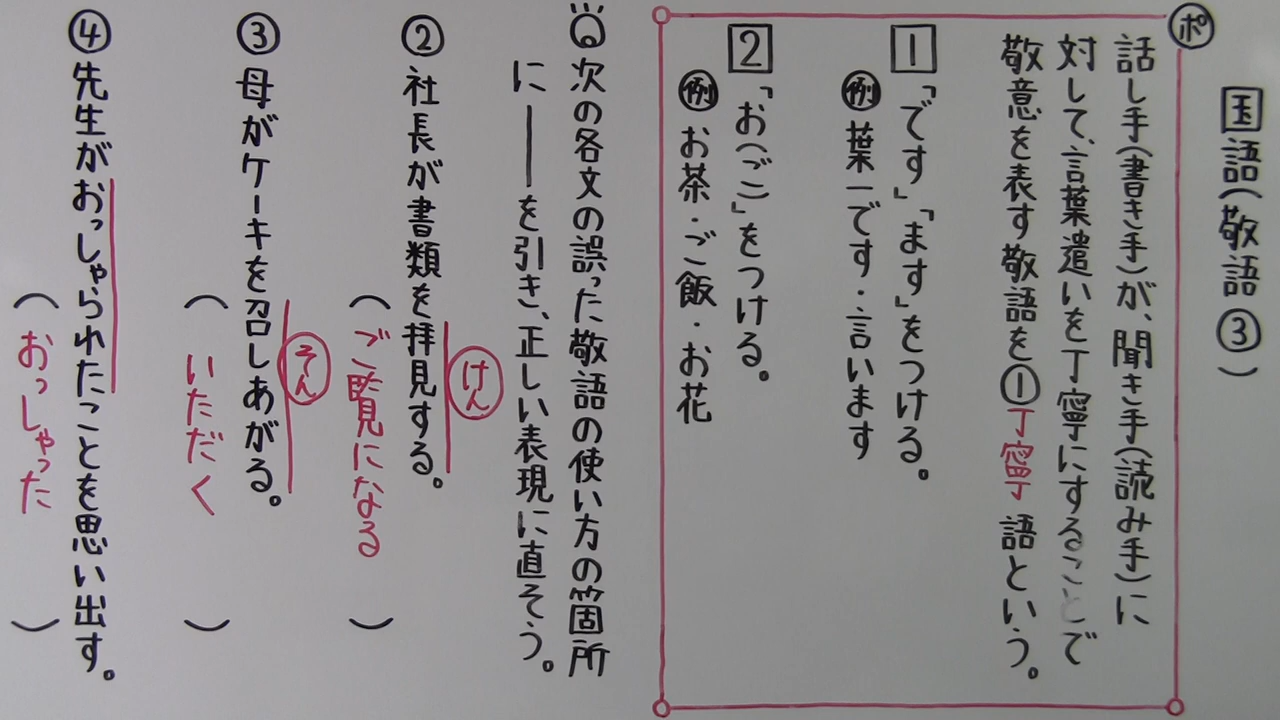 国語(敬語③)
ポ
話し手(書き手)が、聞き手(読み手)に
対して、言葉遣いを丁寧にすることで
敬意を表す敬語を①丁寧語という。
1 「です」「ます」をつける。
例 葉一です・言います
2 「お(ご)」をつける。
例 お茶・ご飯・お花
次の各文の誤った敬語の使い方の箇所
に――を引き、正しい表現に直そう。
②社長が書類を拝見する。
けん
(ご覧になる)
③母がケーキを召しあがる。
そん
(いただく)
④先生がおっしゃられたことを思い出す。
(おっしゃった)